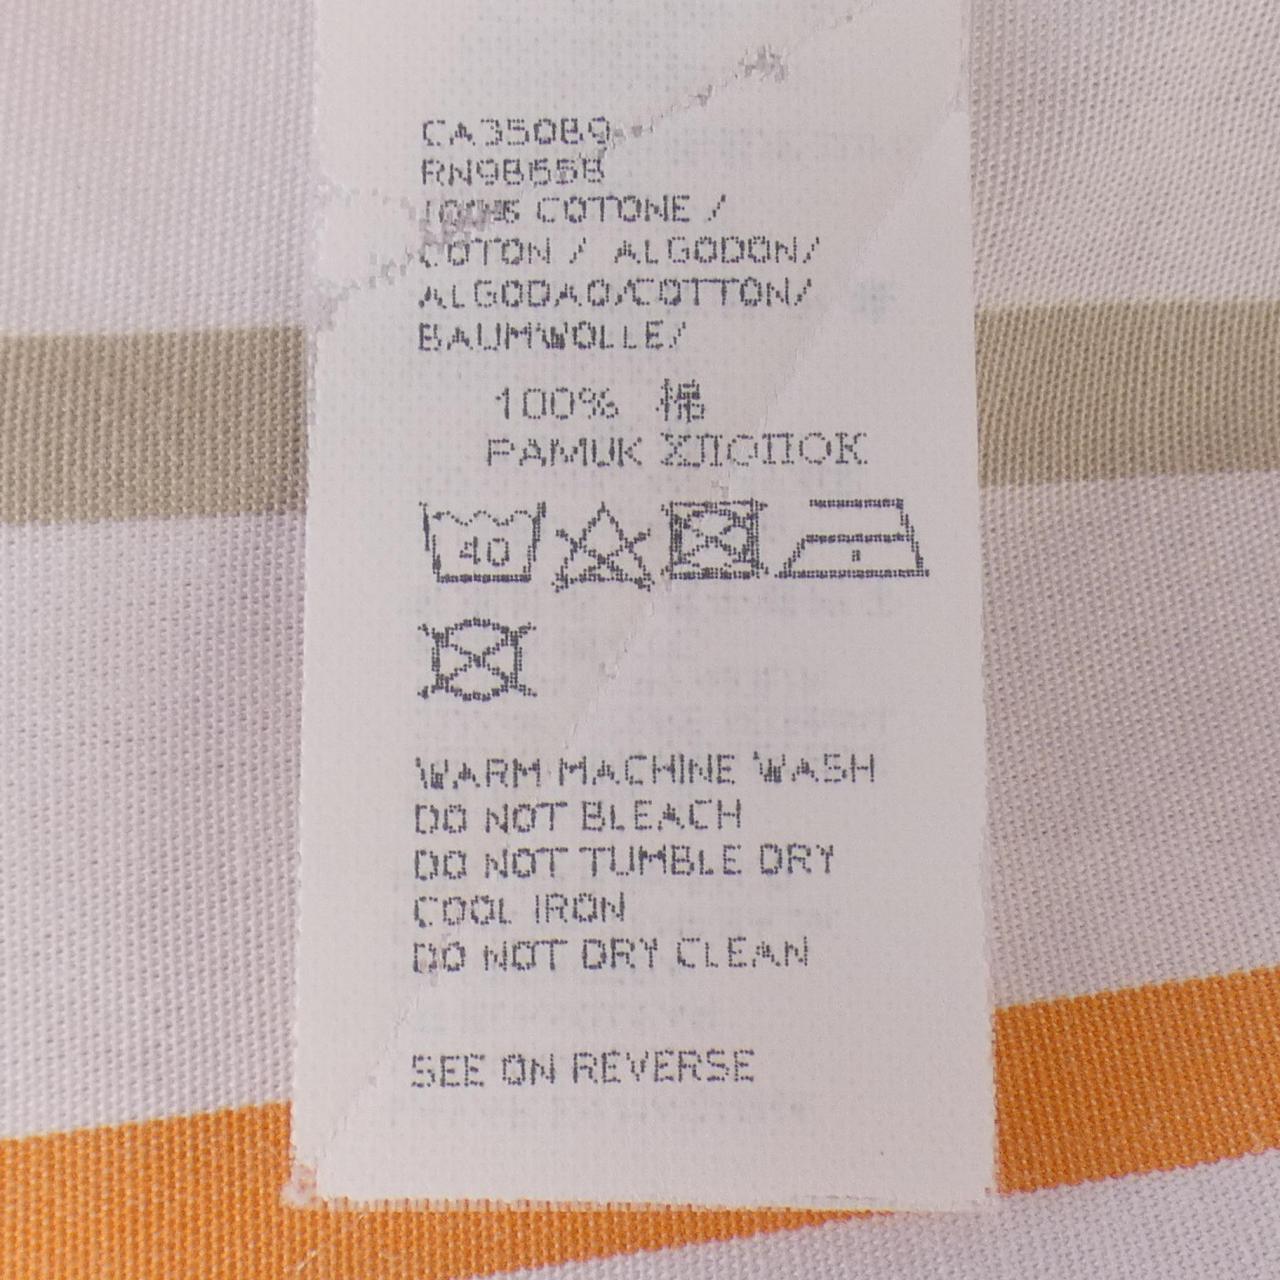 CA35089
RN98658
100% COTONE /
COTON / ALGODON/
ALGODAO/COTTON/
BAUMWOLLE/
100% 棉
PAMUK ХЛОПОК
40
WARM MACHINE WASH
DO NOT BLEACH
DO NOT TUMBLE DRY
COOL IRON
DO NOT DRY CLEAN
SEE ON REVERSE